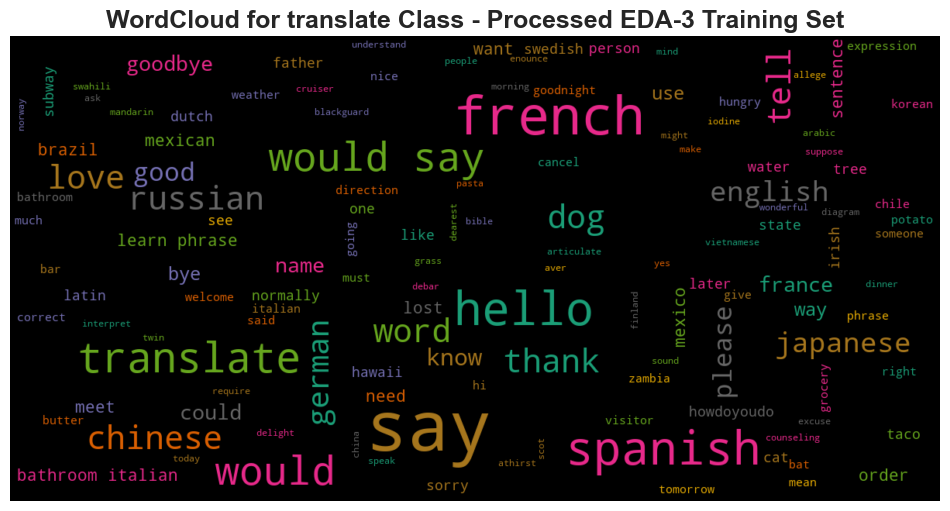 WordCloud for translate Class - Processed EDA-3 Training Set
understand
want swedish person
mind
expression
goodbye
father
people
enounce
tell
sentence
subway
swahili
ask
nice
cruiser
morning
goodnight
use
allege
hungry
korean
norway
mandarin
weather
blackguard
french
iodine
dutch
mexican
might
make
arabic
suppose
brazil
would say
cancel
water
tree
love
good
russian
direction
pasta
english
wonderful
chile
bathroom
diagram
potato
much
see
one
dearest
bible
dog
state
someone
learn phrase
going
like
articulate
vietnamese
irish
bar
bye
name
grass
aver
yes
must
debar
later
give
france
dinner
latin
welcome
normally
italian
lost
hello
finland
mexico
way
phrase
correct
said
interpret
twin
translate
german
word
know
thank
sound
please
japanese
hawaii
zambia
right
require
hi
need
grocery
meet
could
howdoyoudo
butter
chinese
delight
china
say
visitor
excuse
counseling
taco
today
speak
athirst
scot
spanish
cat
bat
bathroom italian
would
sorry
tomorrow
mean
order